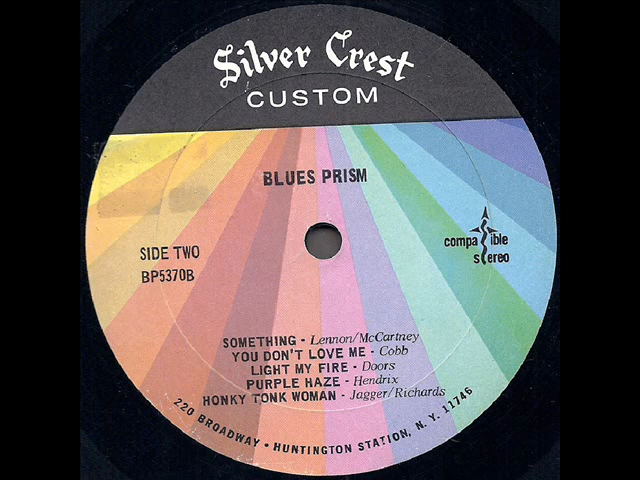 Silver Crest
CUSTOM
BLUES PRISM
SIDE TWO
BP5370B
compatible
stereo
SOMETHING - Lennon/McCartney
YOU DON'T LOVE ME - Cobb
LIGHT MY FIRE - Doors
PURPLE HAZE - Hendrix
HONKY TONK WOMAN - Jagger/Richards
220 BROADWAY • HUNTINGTON STATION, N. Y. 11746